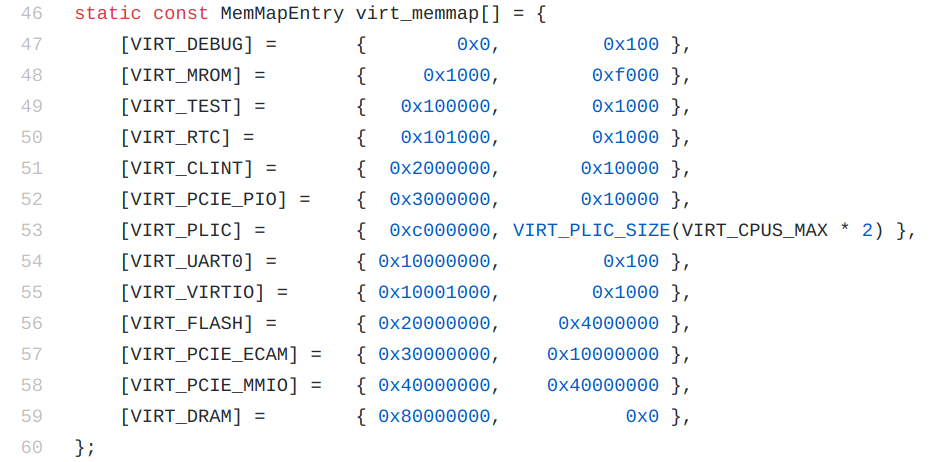 46 static const MemMapEntry virt_memmap[] = {
47     [VIRT_DEBUG] =       {        0x0,         0x100 },
48     [VIRT_MROM] =        {     0x1000,        0xf000 },
49     [VIRT_TEST] =        {   0x100000,        0x1000 },
50     [VIRT_RTC] =         {   0x101000,        0x1000 },
51     [VIRT_CLINT] =       {  0x2000000,       0x10000 },
52     [VIRT_PCIE_PIO] =    {  0x3000000,       0x10000 },
53     [VIRT_PLIC] =        {  0xc000000, VIRT_PLIC_SIZE(VIRT_CPUS_MAX * 2) },
54     [VIRT_UART0] =       { 0x10000000,         0x100 },
55     [VIRT_VIRTIO] =      { 0x10001000,        0x1000 },
56     [VIRT_FLASH] =       { 0x20000000,     0x4000000 },
57     [VIRT_PCIE_ECAM] =   { 0x30000000,    0x10000000 },
58     [VIRT_PCIE_MMIO] =   { 0x40000000,    0x40000000 },
59     [VIRT_DRAM] =        { 0x80000000,           0x0 },
60 };